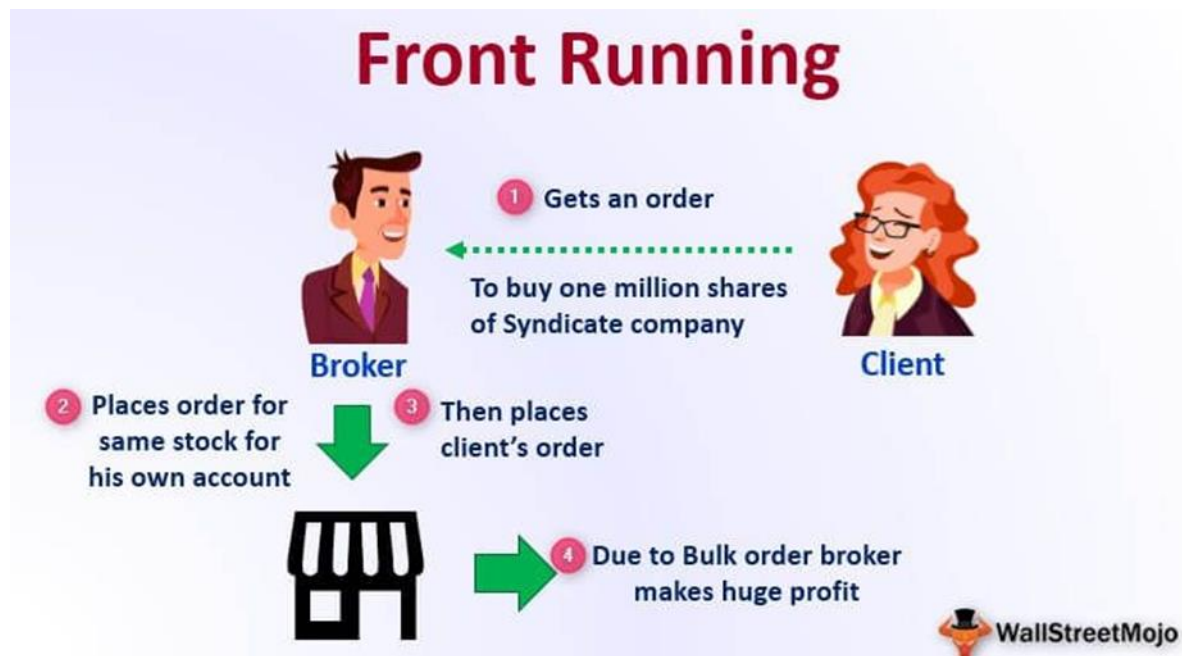 Front Running
1 Gets an order
To buy one million shares
of Syndicate company
Broker
Client
2 Places order for
same stock for
his own account
3 Then places
client's order
4 Due to Bulk order broker
makes huge profit
WallStreetMojo